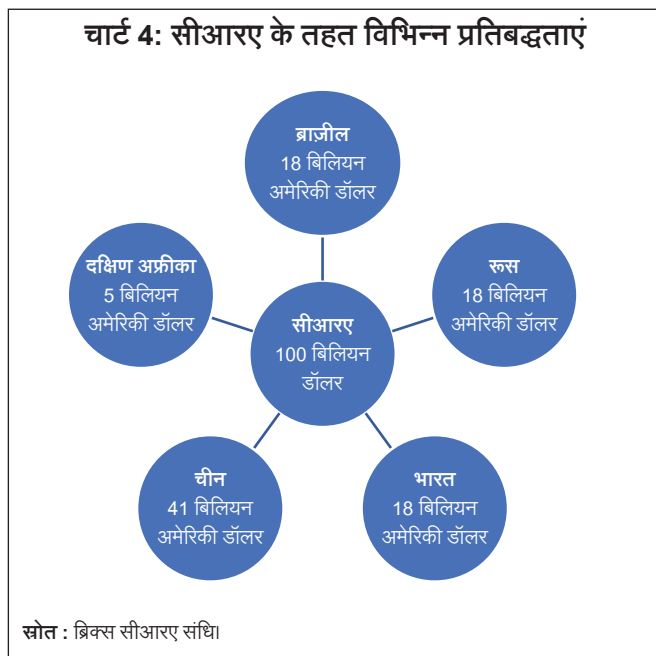 चार्ट 4: सीआरए के तहत विभिन्न प्रतिबद्धताएं
ब्राज़ील
18 बिलियन
अमेरिकी डॉलर
दक्षिण अफ्रीका
5 बिलियन
अमेरिकी डॉलर
रूस
18 बिलियन
अमेरिकी डॉलर
सीआरए
100 बिलियन
डॉलर
चीन
41 बिलियन
अमेरिकी डॉलर
भारत
18 बिलियन
अमेरिकी डॉलर
स्रोत : ब्रिक्स सीआरए संधि।